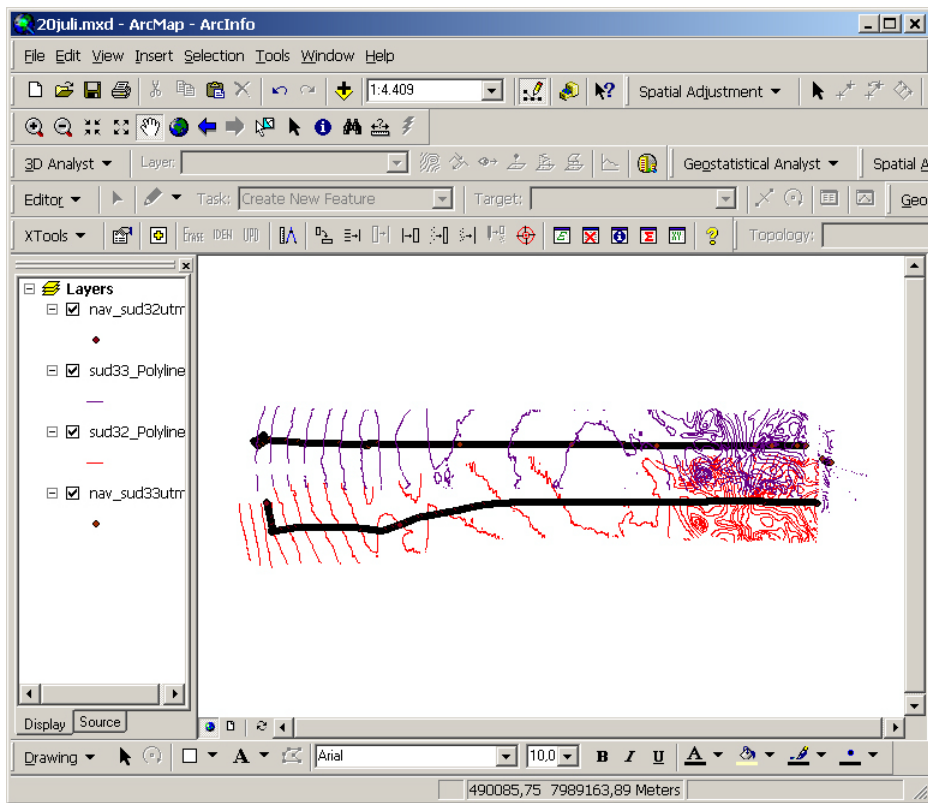 20juli.mxd - ArcMap - ArcInfo
File Edit View Insert Selection Tools Window Help
1:4.409 Spatial Adjustment
3D Analyst Layer: Geostatistical Analyst Spatial A
Editor Task: Create New Feature Target: Geo
XTools ERASE IDEN UPD Topology:
Layers
nav_sud32utm
sud33_Polyline
sud32_Polyline
nav_sud33utm
Display Source
Drawing A Arial 10,0 B I U A
490085,75 7989163,89 Meters